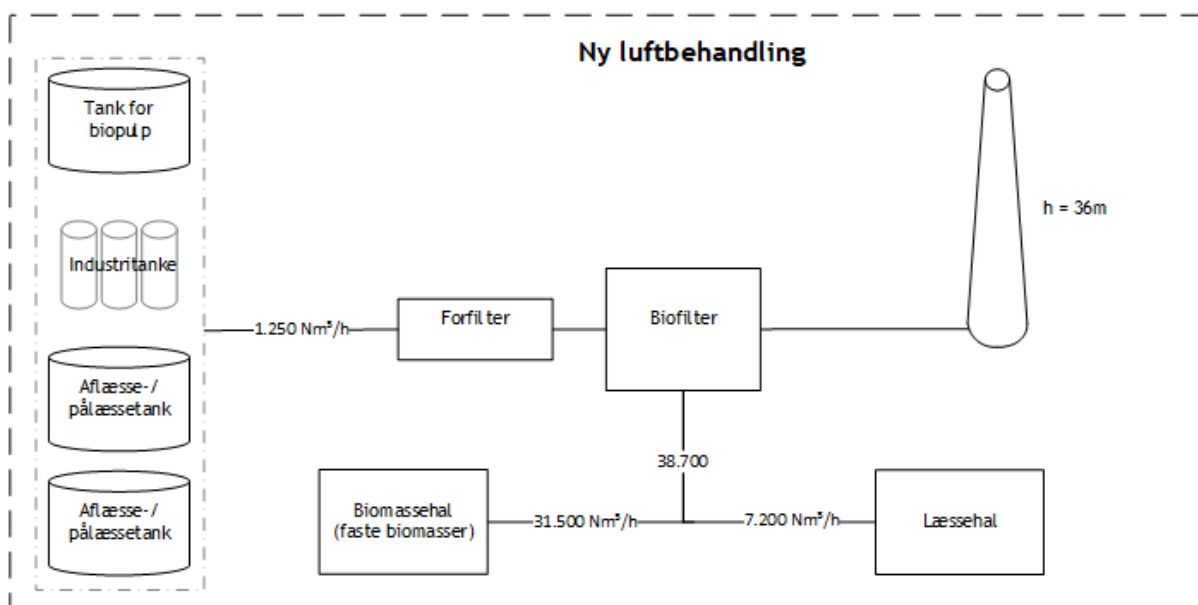 Ny luftbehandling
Tank for
biopulp
Industritanke
Aflæsse-/
pålæssetank
Aflæsse-/
pålæssetank
1.250 Nm³/h
Forfilter
Biofilter
h = 36m
38.700
Biomassehal
(faste biomasser)
31.500 Nm³/h
7.200 Nm³/h
Læssehal